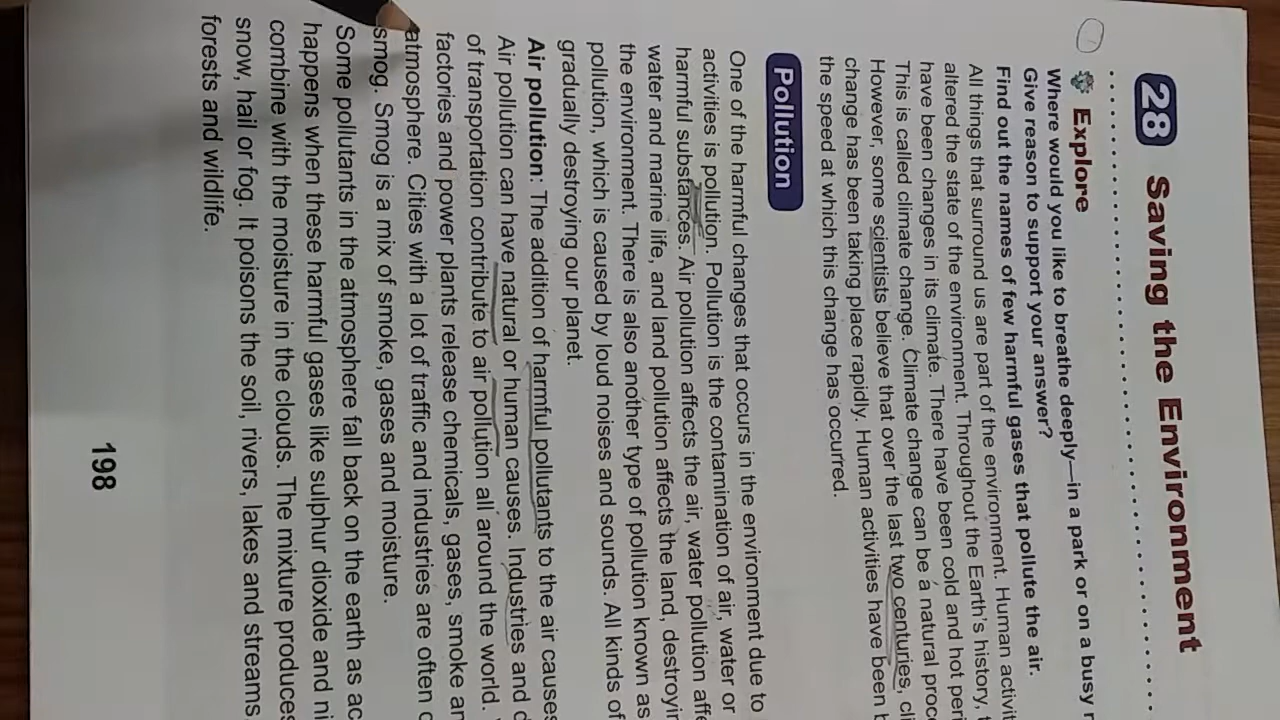 28 Saving the Environment
Explore
Where would you like to breathe deeply—in a park or on a busy
Give reason to support your answer?
Find out the names of few harmful gases that pollute the air.
All things that surround us are part of the environment. Human activit
altered the state of the environment. Throughout the Earth's history,
have been changes in its climate. There have been cold and hot peri
This is called climate change. Climate change can be a natural proc
However, some scientists believe that over the last two centuries, cli
change has been taking place rapidly. Human activities have been
the speed at which this change has occurred.
Pollution
One of the harmful changes that occurs in the environment due to
activities is pollution. Pollution is the contamination of air, water or
harmful substances. Air pollution affects the air, water pollution affe
water and marine life, and land pollution affects the land, destroyin
the environment. There is also another type of pollution known as
pollution, which is caused by loud noises and sounds. All kinds of
gradually destroying our planet.
Air pollution: The addition of harmful pollutants to the air causes
Air pollution can have natural or human causes. Industries and
of transportation contribute to air pollution all around the world.
factories and power plants release chemicals, gases, smoke an
atmosphere. Cities with a lot of traffic and industries are often
smog. Smog is a mix of smoke, gases and moisture.
Some pollutants in the atmosphere fall back on the earth as ac
happens when these harmful gases like sulphur dioxide and ni
combine with the moisture in the clouds. The mixture produces
snow, hail or fog. It poisons the soil, rivers, lakes and streams
forests and wildlife.
198